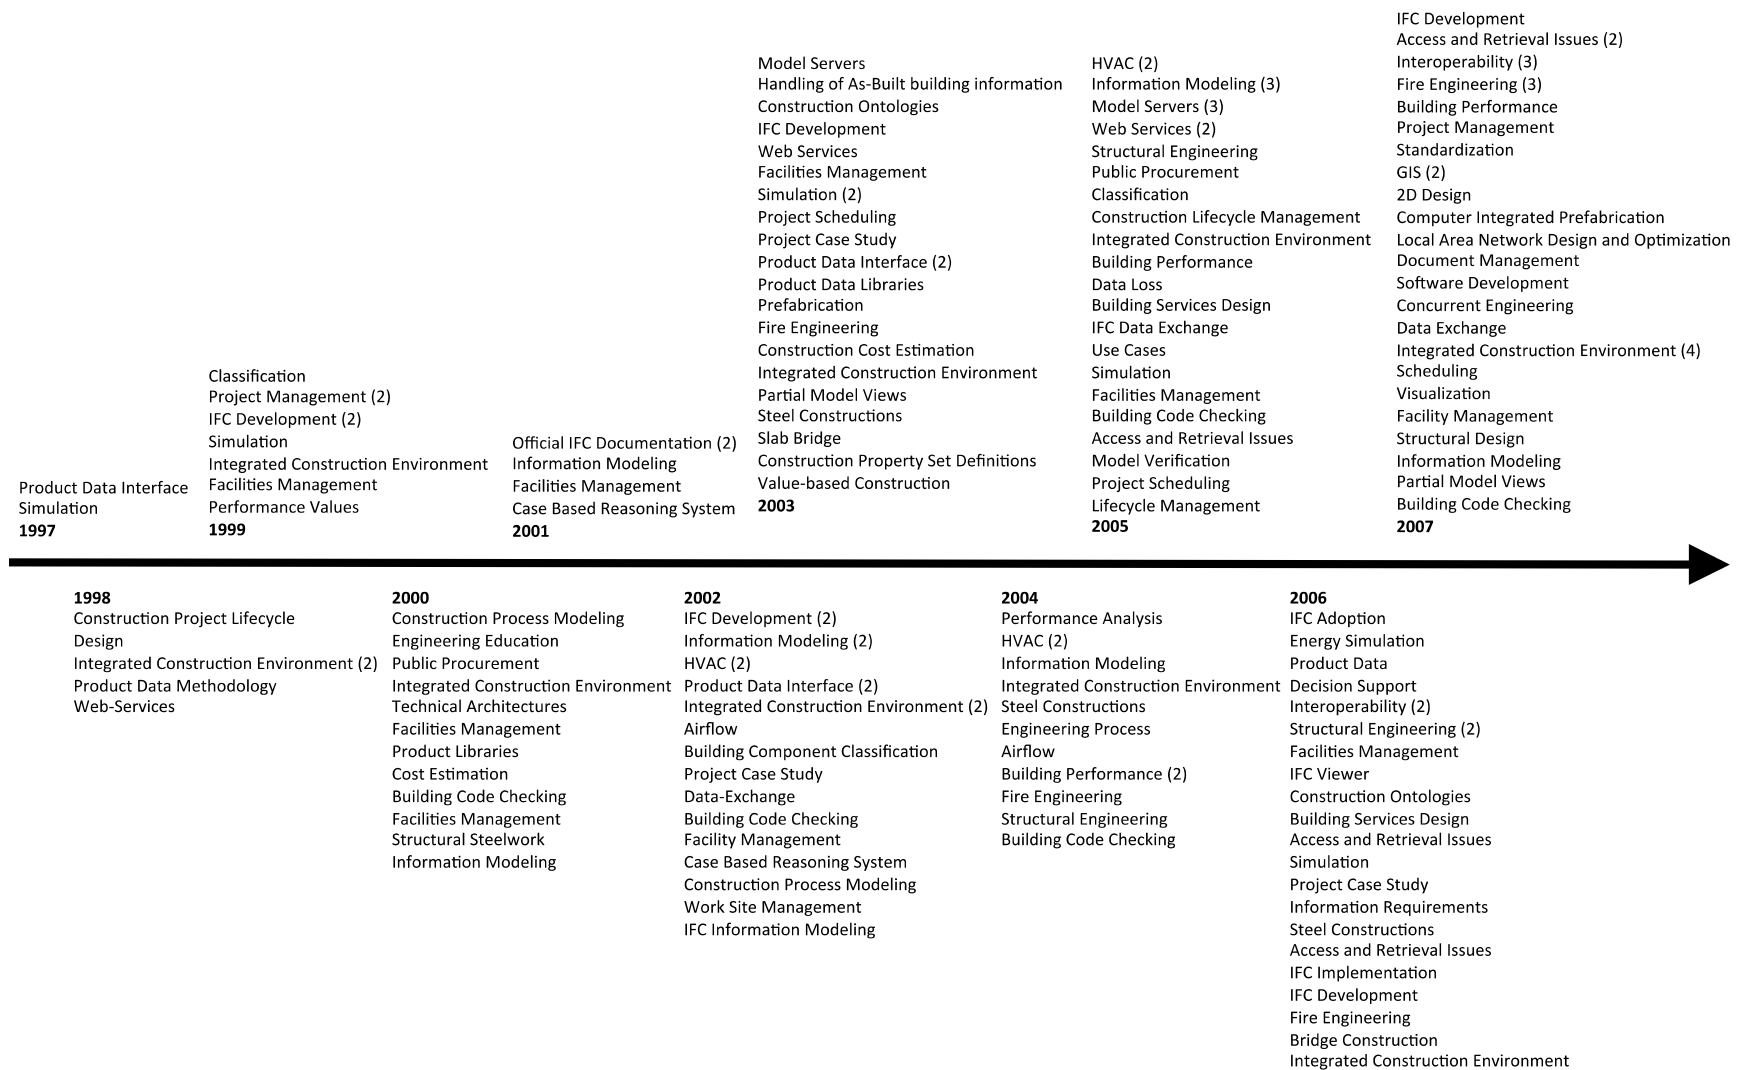 Product Data Interface
Simulation
1997
Classification
Project Management (2)
IFC Development (2)
Simulation
Integrated Construction Environment
Facilities Management
Performance Values
1999
Official IFC Documentation (2)
Information Modeling
Facilities Management
Case Based Reasoning System
2001
Model Servers
Handling of As-Built building information
Construction Ontologies
IFC Development
Web Services
Facilities Management
Simulation (2)
Project Scheduling
Project Case Study
Product Data Interface (2)
Product Data Libraries
Prefabrication
Fire Engineering
Construction Cost Estimation
Integrated Construction Environment
Partial Model Views
Steel Constructions
Slab Bridge
Construction Property Set Definitions
Value-based Construction
2003
HVAC (2)
Information Modeling (3)
Model Servers (3)
Web Services (2)
Structural Engineering
Public Procurement
Classification
Construction Lifecycle Management
Integrated Construction Environment
Building Performance
Data Loss
Building Services Design
IFC Data Exchange
Use Cases
Simulation
Facilities Management
Building Code Checking
Access and Retrieval Issues
Model Verification
Project Scheduling
Lifecycle Management
2005
IFC Development
Access and Retrieval Issues (2)
Interoperability (3)
Fire Engineering (3)
Building Performance
Project Management
Standardization
GIS (2)
2D Design
Computer Integrated Prefabrication
Local Area Network Design and Optimization
Document Management
Software Development
Concurrent Engineering
Data Exchange
Integrated Construction Environment (4)
Scheduling
Visualization
Facility Management
Structural Design
Information Modeling
Partial Model Views
Building Code Checking
2007
1998
Construction Project Lifecycle
Design
Integrated Construction Environment (2)
Product Data Methodology
Web-Services
2000
Construction Process Modeling
Engineering Education
Public Procurement
Integrated Construction Environment
Technical Architectures
Facilities Management
Product Libraries
Cost Estimation
Building Code Checking
Facilities Management
Structural Steelwork
Information Modeling
2002
IFC Development (2)
Information Modeling (2)
HVAC (2)
Product Data Interface (2)
Integrated Construction Environment (2)
Airflow
Building Component Classification
Project Case Study
Data-Exchange
Building Code Checking
Facility Management
Case Based Reasoning System
Construction Process Modeling
Work Site Management
IFC Information Modeling
2004
Performance Analysis
HVAC (2)
Information Modeling
Integrated Construction Environment
Steel Constructions
Engineering Process
Airflow
Building Performance (2)
Fire Engineering
Structural Engineering
Building Code Checking
2006
IFC Adoption
Energy Simulation
Product Data
Decision Support
Interoperability (2)
Structural Engineering (2)
Facilities Management
IFC Viewer
Construction Ontologies
Building Services Design
Access and Retrieval Issues
Simulation
Project Case Study
Information Requirements
Steel Constructions
Access and Retrieval Issues
IFC Implementation
IFC Development
Fire Engineering
Bridge Construction
Integrated Construction Environment